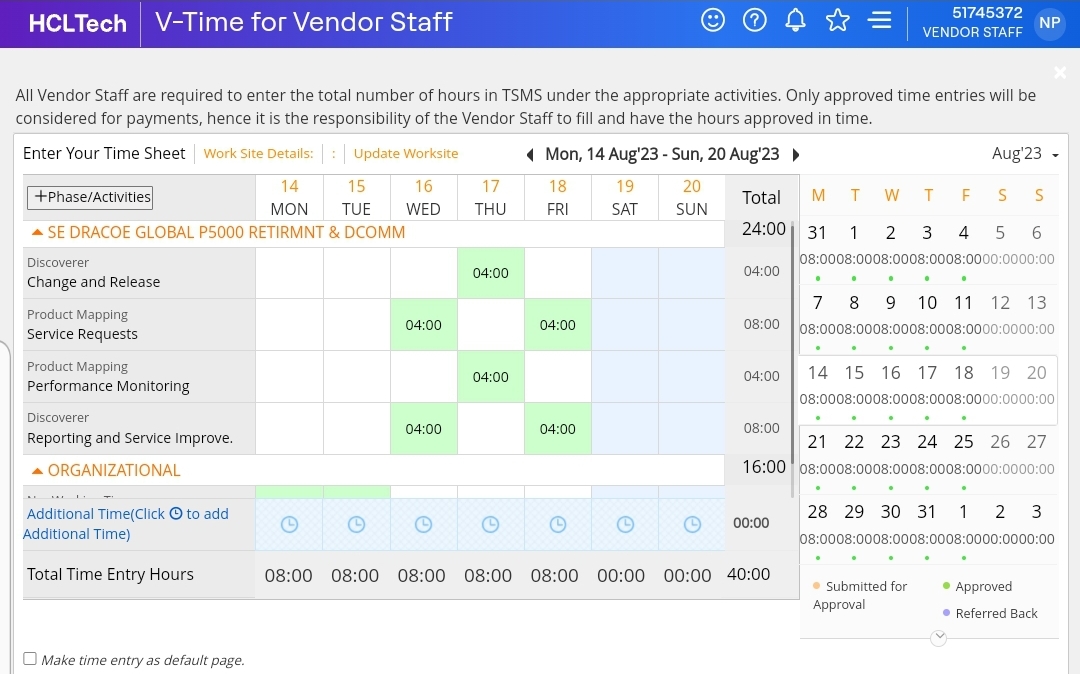 HCLTech V-Time for Vendor Staff 51745372 NP
VENDOR STAFF
All Vendor Staff are required to enter the total number of hours in TSMS under the appropriate activities. Only approved time entries will be
considered for payments, hence it is the responsibility of the Vendor Staff to fill and have the hours approved in time.
Enter Your Time Sheet Work Site Details: : Update Worksite Mon, 14 Aug'23 - Sun, 20 Aug'23 Aug'23
+Phase/Activities 14 15 16 17 18 19 20 Total
MON TUE WED THU FRI SAT SUN
SE DRACOE GLOBAL P5000 RETIRMNT & DCOMM 24:00
Discoverer
Change and Release 04:00 04:00
Product Mapping
Service Requests 04:00 04:00 08:00
Product Mapping
Performance Monitoring 04:00 04:00
Discoverer
Reporting and Service Improve. 04:00 04:00 08:00
ORGANIZATIONAL 16:00
Additional Time(Click to add
Additional Time) 00:00
Total Time Entry Hours 08:00 08:00 08:00 08:00 08:00 00:00 00:00 40:00
M T W T F S S
31 1 2 3 4 5 6
08:00 08:00 08:00 08:00 08:00 00:00 00:00
7 8 9 10 11 12 13
08:00 08:00 08:00 08:00 08:00 00:00 00:00
14 15 16 17 18 19 20
08:00 08:00 08:00 08:00 08:00 00:00 00:00
21 22 23 24 25 26 27
08:00 08:00 08:00 08:00 08:00 00:00 00:00
28 29 30 31 1 2 3
08:00 08:00 08:00 08:00 08:00 00:00 00:00
Submitted for Approved
Approval
Referred Back
Make time entry as default page.